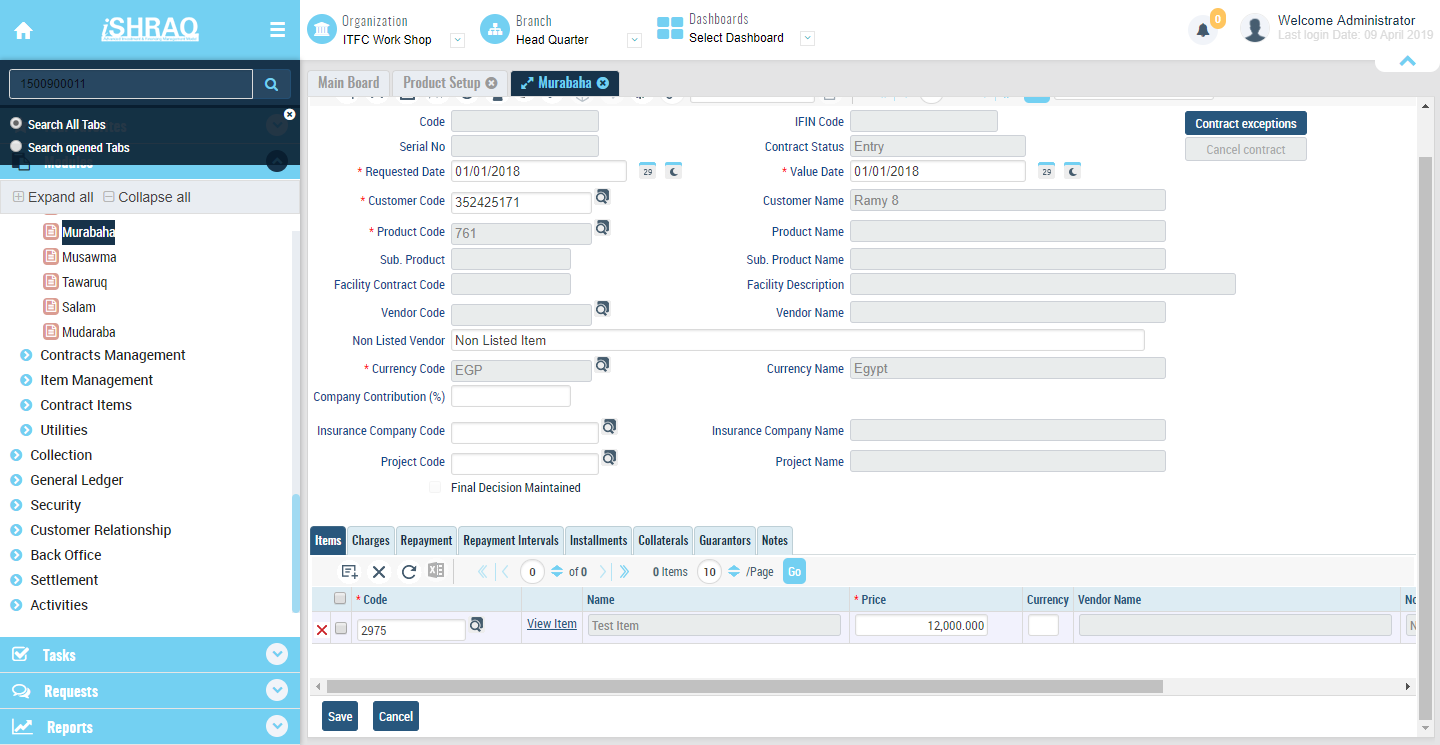 iSHRAQ
Organization
ITFC Work Shop
Branch
Head Quarter
Dashboards
Select Dashboard
0
Welcome Administrator
Last login Date: 09 April 2019
1500900011
Search All Tabs
Search opened Tabs
Modules
Expand all Collapse all
Murabaha
Musawma
Tawaruq
Salam
Mudaraba
Contracts Management
Item Management
Contract Items
Utilities
Collection
General Ledger
Security
Customer Relationship
Back Office
Settlement
Activities
Tasks
Requests
Reports
Main Board Product Setup Murabaha
Code IFIN Code Contract exceptions
Serial No Contract Status Entry Cancel contract
* Requested Date 01/01/2018 29 * Value Date 01/01/2018 29
* Customer Code 352425171 Customer Name Ramy 8
* Product Code 761 Product Name
Sub. Product Sub. Product Name
Facility Contract Code Facility Description
Vendor Code Vendor Name
Non Listed Vendor Non Listed Item
* Currency Code EGP Currency Name Egypt
Company Contribution (%)
Insurance Company Code Insurance Company Name
Project Code Project Name
Final Decision Maintained
Items Charges Repayment Repayment Intervals Installments Collaterals Guarantors Notes
0 of 0 0 Items 10 /Page Go
* Code Name * Price Currency Vendor Name No
2975 View Item Test Item 12,000.000 N
Save Cancel